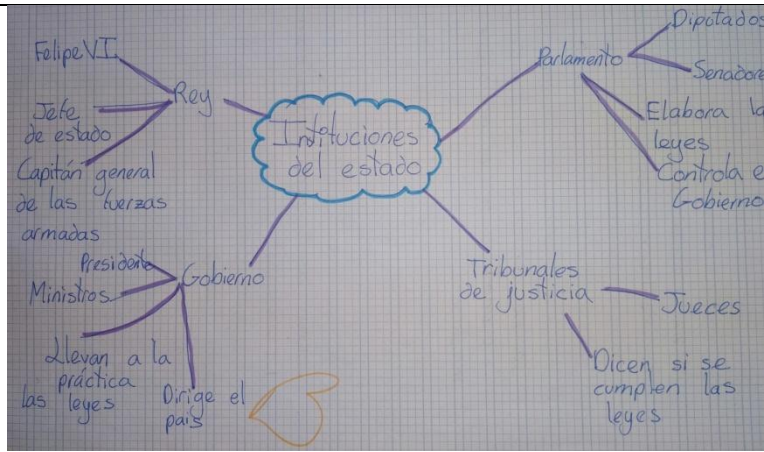 Intituciones
del estado
Rey
Felipe VI
Jefe
de estado
Capitán general
de las fuerzas
armadas
Parlamento
Diputados
Senadore
Elabora la
leyes
Controla e
Gobierno
Gobierno
Presidente
Ministros
Llevan a la
práctica
las leyes
Dirige el
país
Tribunales
de justicia
Jueces
Dicen si se
cumplen las
leyes